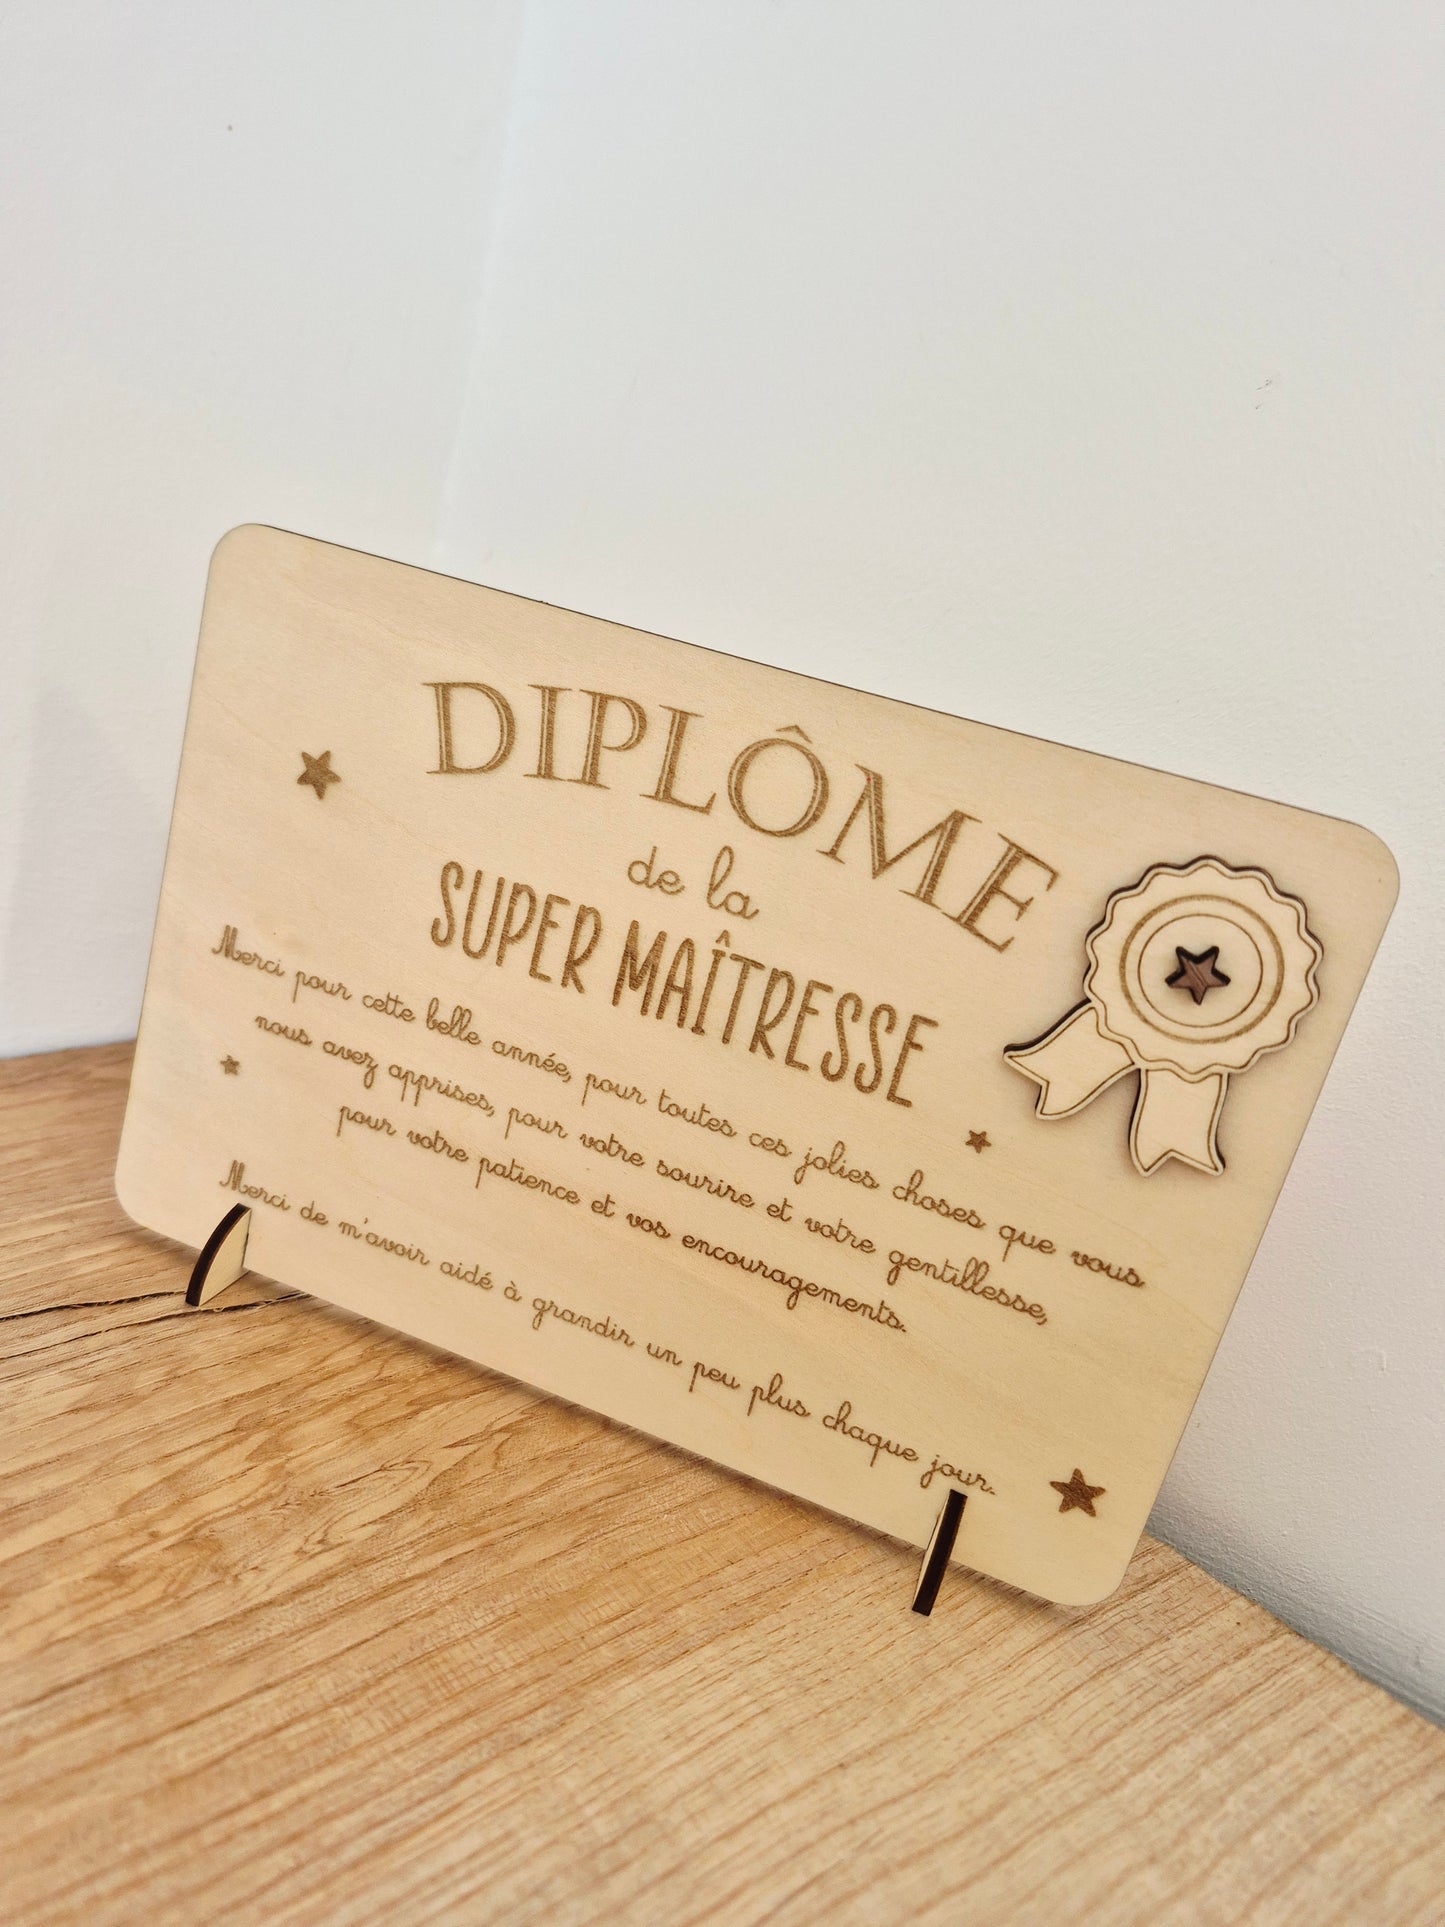 DIPLÔME
de la
SUPER MAÎTRESSE
Merci pour cette belle année, pour toutes ces jolies choses que vous
nous avez apprises, pour votre sourire et votre gentillesse,
pour votre patience et vos encouragements.
Merci de m'avoir aidé à grandir un peu plus chaque jour.